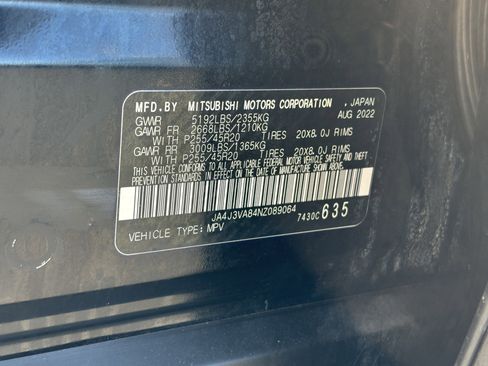 MFD.BY MITSUBISHI MOTORS CORPORATION , JAPAN
GVWR 5192LBS/2355KG AUG 2022
GAWR FR 2668LBS/1210KG
WITH P255/45R20 TIRES 20X8.0J RIMS
GAWR RR 3009LBS/1365KG
WITH P255/45R20 TIRES 20X8.0J RIMS
THIS VEHICLE CONFORMS TO ALL APPLICABLE FEDERAL MOTOR VEHICLE SAFETY AND THEFT
PREVENTION STANDARDS IN EFFECT ON THE DATE OF MANUFACTURE SHOWN ABOVE.
JA4J3VA84NZ089064
7430C 635
VEHICLE TYPE:MPV